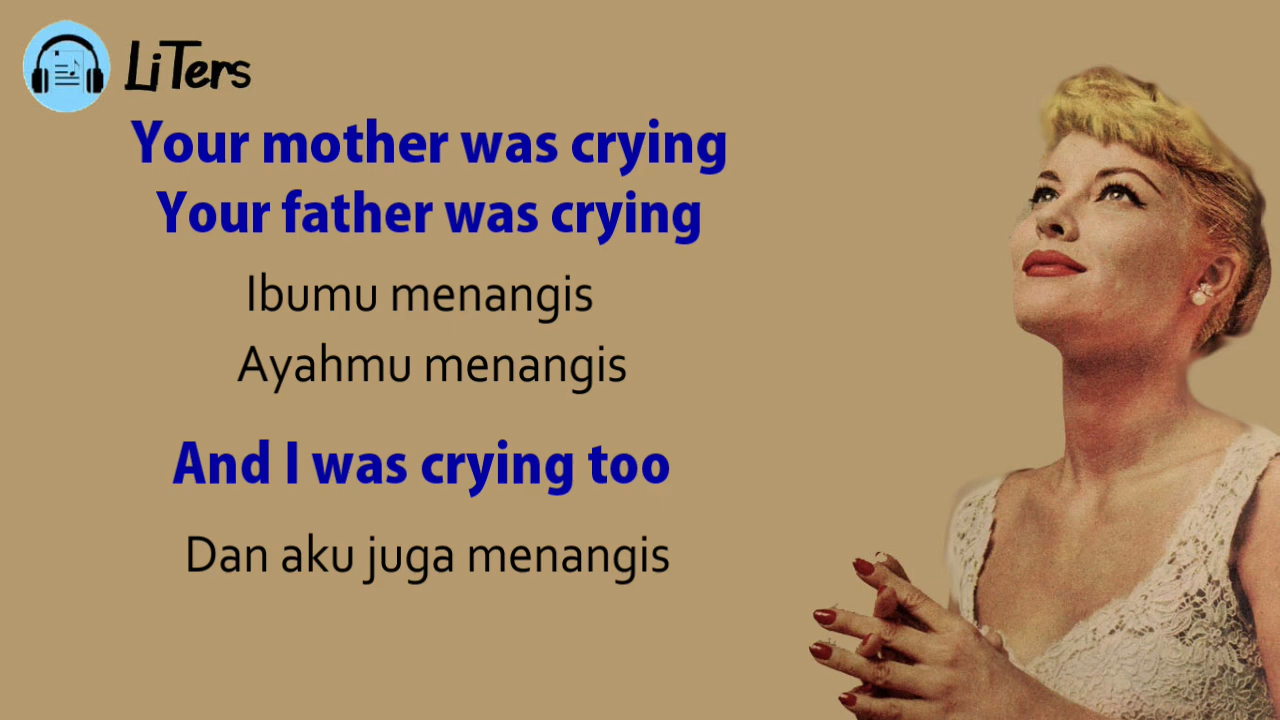 LiTers
Your mother was crying
Your father was crying
Ibumu menangis
Ayahmu menangis
And I was crying too
Dan aku juga menangis